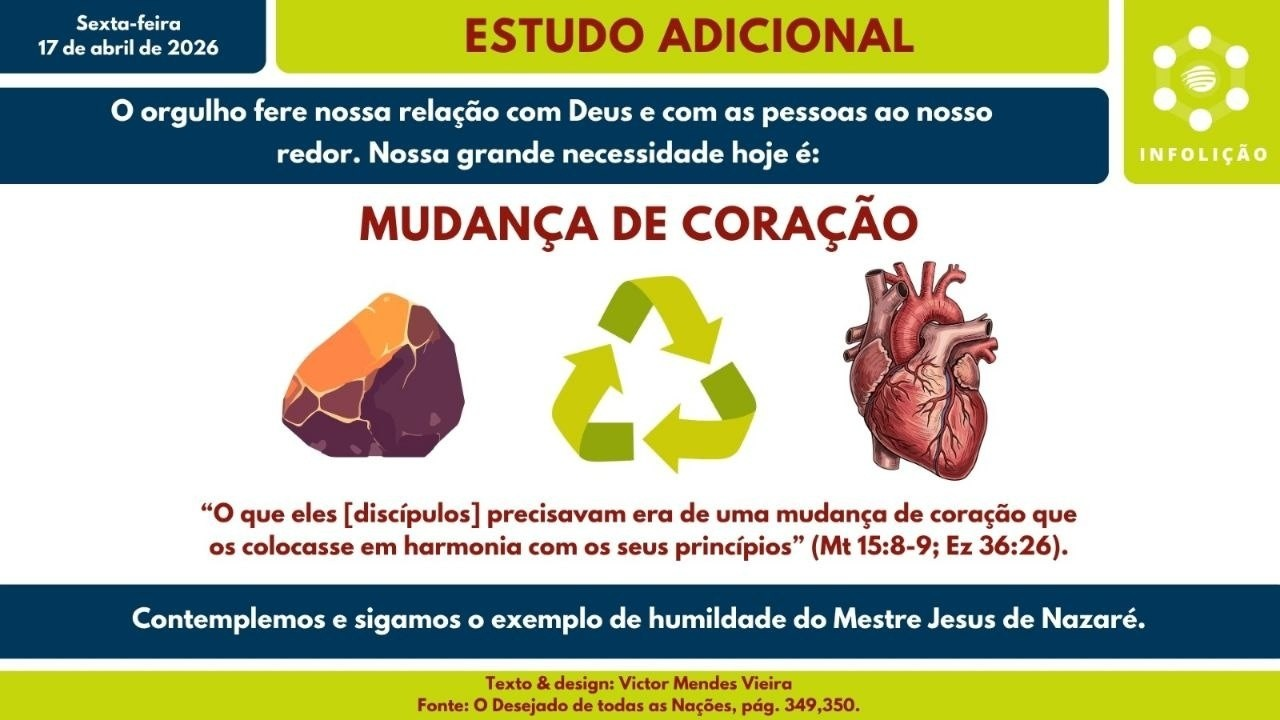 Sexta-feira
17 de abril de 2026
ESTUDO ADICIONAL
INFOLIÇÃO
O orgulho fere nossa relação com Deus e com as pessoas ao nosso
redor. Nossa grande necessidade hoje é:
MUDANÇA DE CORAÇÃO
“O que eles [discípulos] precisavam era de uma mudança de coração que
os colocasse em harmonia com os seus princípios” (Mt 15:8-9; Ez 36:26).
Contemplemos e sigamos o exemplo de humildade do Mestre Jesus de Nazaré.
Texto & design: Victor Mendes Vieira
Fonte: O Desejado de todas as Nações, pág. 349,350.